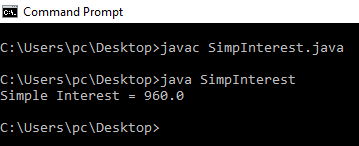 Command Prompt
C:\Users\pc\Desktop>javac SimpInterest.java
C:\Users\pc\Desktop>java SimpInterest
Simple Interest = 960.0
C:\Users\pc\Desktop>